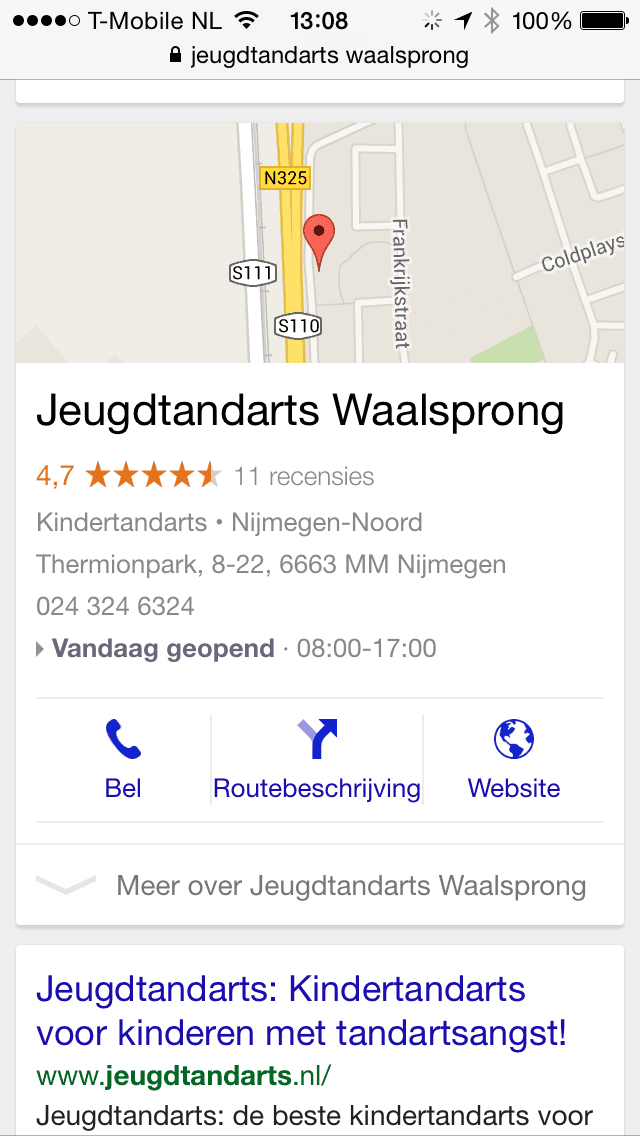 T-Mobile NL 13:08 100%
jeugdtandarts waalsprong
N325
Frankrijkstraat
Coldplays
S111
S110
Jeugdtandarts Waalsprong
4,7 11 recensies
Kindertandarts • Nijmegen-Noord
Thermionpark, 8-22, 6663 MM Nijmegen
024 324 6324
Vandaag geopend · 08:00-17:00
Bel Routebeschrijving Website
Meer over Jeugdtandarts Waalsprong
Jeugdtandarts: Kindertandarts
voor kinderen met tandartsangst!
www.jeugdtandarts.nl/
Jeugdtandarts: de beste kindertandarts voor